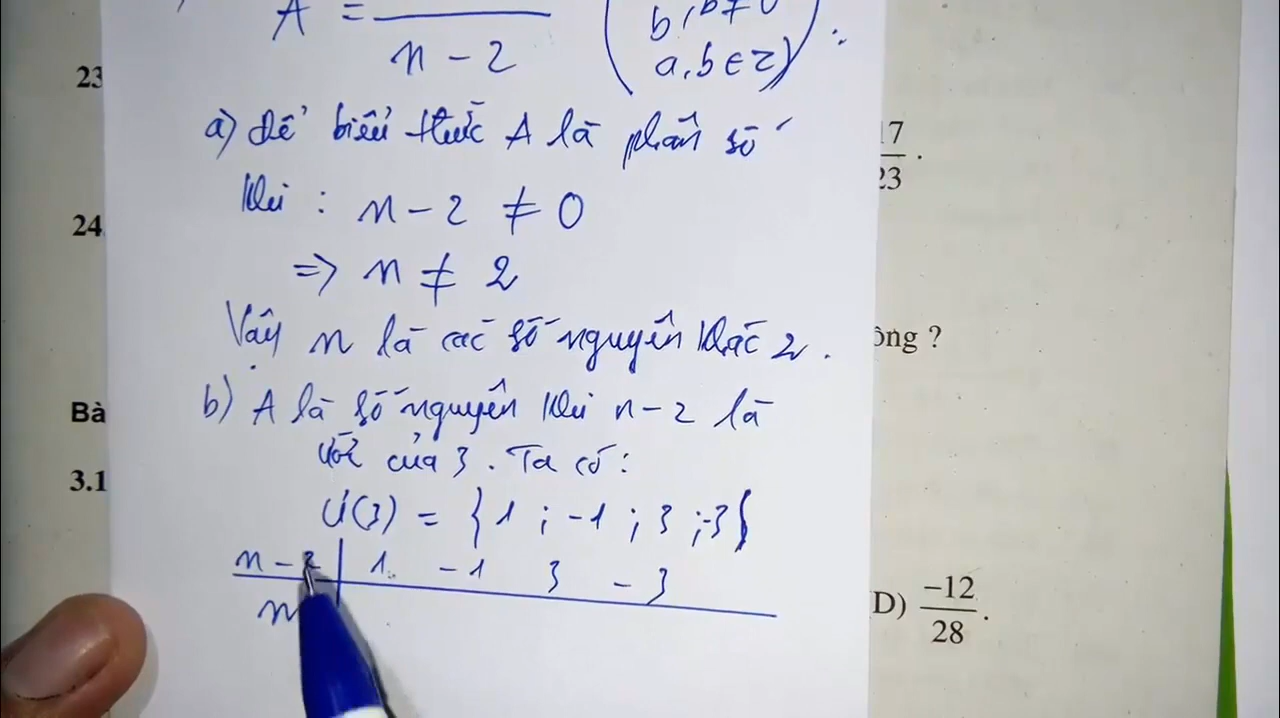 A = ───
n - 2
b, b ≠ 0
a, b ∈ Z) :
23
a) Để biểu thức A là phân số
khi : n - 2 ≠ 0
17
23 .
24
=> n ≠ 2
Vậy n là các số nguyên khác 2 .
ông ?
b) A là số nguyên khi n - 2 là
Bà
ước của 3 . Ta có :
3.1
Ư(3) = { 1 ; -1 ; 3 ; -3 }
n - 2 | 1 -1 3 -3
n
D) -12
28 .